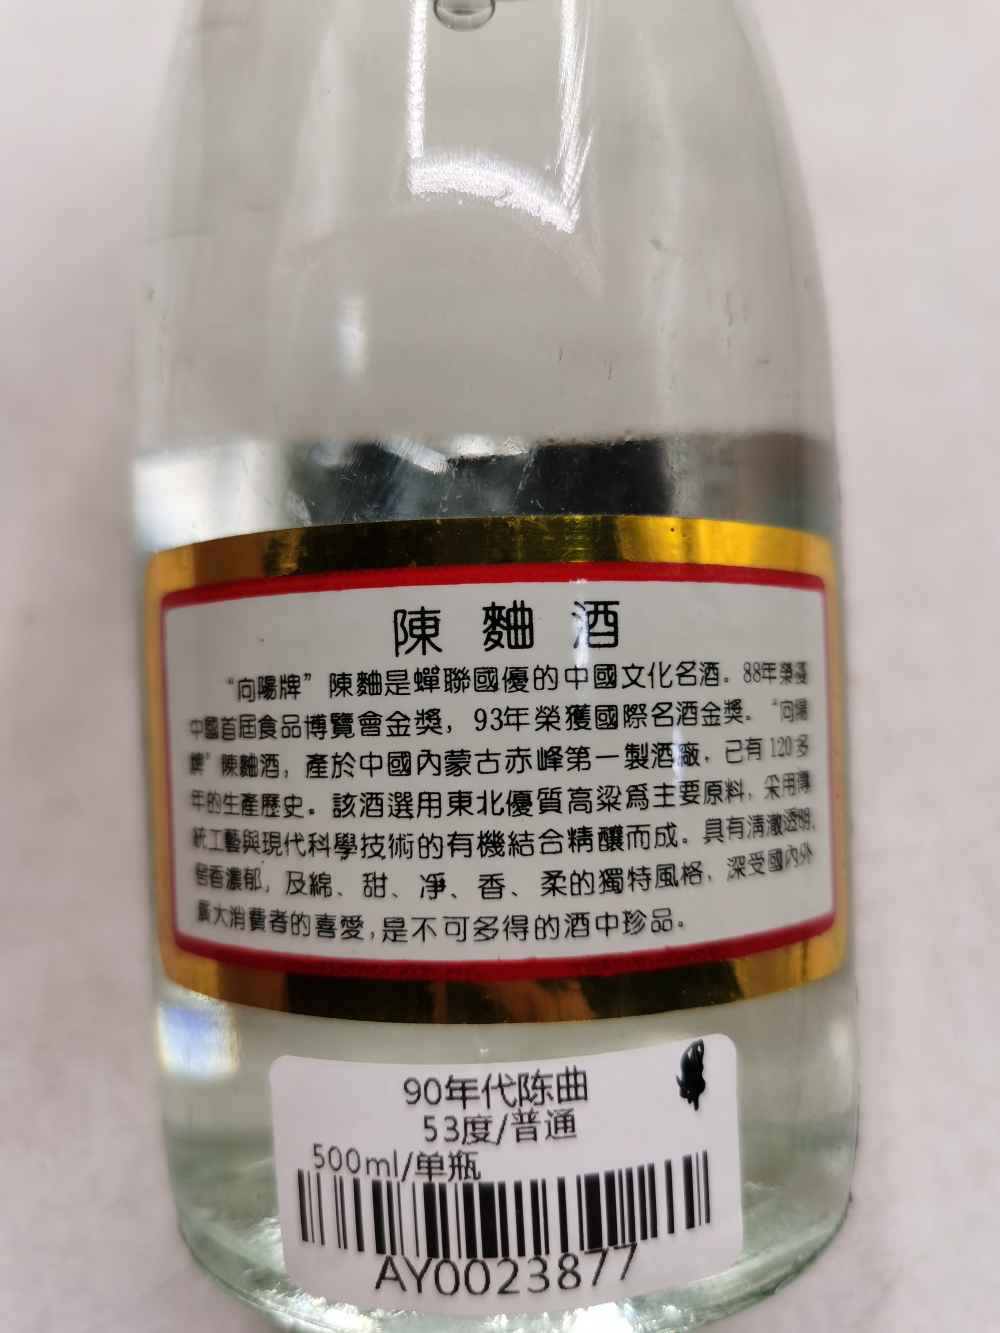 陳 麯 酒
“向陽牌”陳麯是蟬聯國優的中國文化名酒。88年榮獲
中國首屆食品博覽會金獎，93年榮獲國際名酒金獎。“向陽
牌”陳麯酒，產於中國內蒙古赤峰第一製酒廠，已有120多
年的生產歷史。該酒選用東北優質高粱爲主要原料，采用傳
統工藝與現代科學技術的有機結合精釀而成。具有清澈透明、
窖香濃郁，及綿、甜、凈、香、柔的獨特風格，深受國內外
廣大消費者的喜愛，是不可多得的酒中珍品。
90年代陈曲
53度/普通
500ml/单瓶
AY0023877